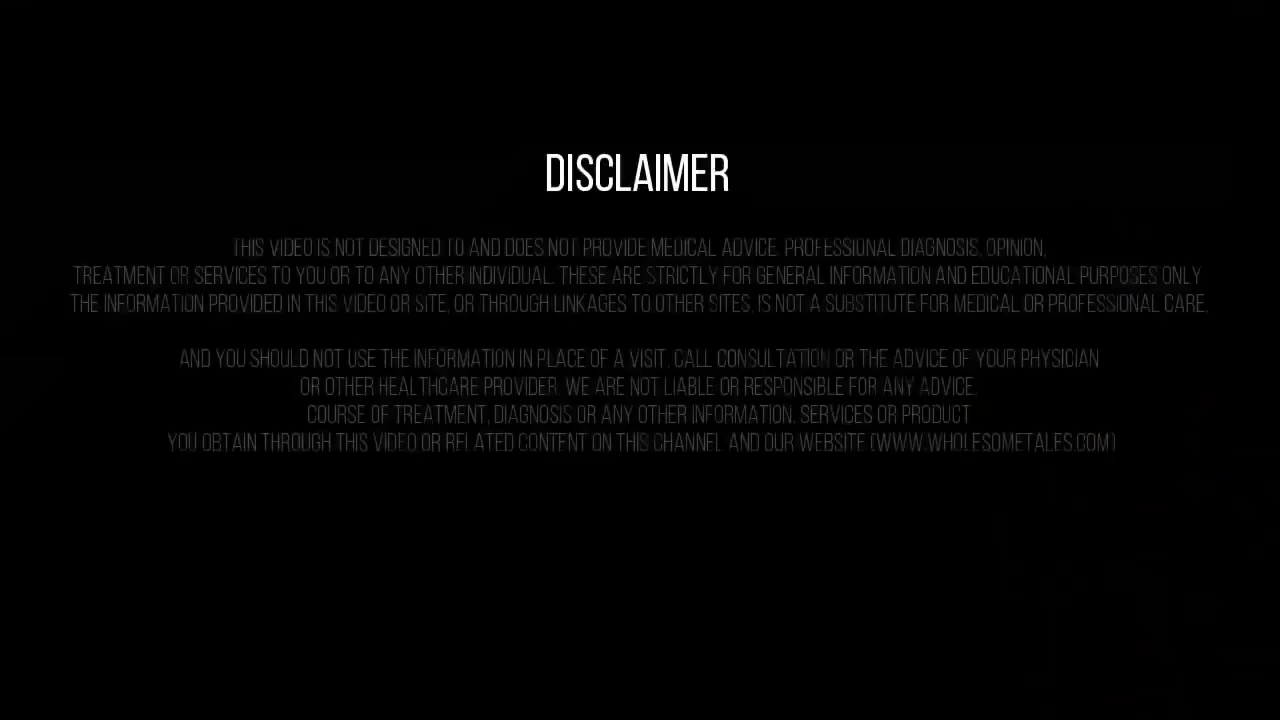 DISCLAIMER
THIS VIDEO IS NOT DESIGNED TO AND DOES NOT PROVIDE MEDICAL ADVICE. PROFESSIONAL DIAGNOSIS, OPINION,
TREATMENT OR SERVICES TO YOU OR TO ANY OTHER INDIVIDUAL. THESE ARE STRICTLY FOR GENERAL INFORMATION AND EDUCATIONAL PURPOSES ONLY
THE INFORMATION PROVIDED IN THIS VIDEO OR SITE, OR THROUGH LINKAGES TO OTHER SITES, IS NOT A SUBSTITUTE FOR MEDICAL OR PROFESSIONAL CARE,
AND YOU SHOULD NOT USE THE INFORMATION IN PLACE OF A VISIT, CALL CONSULTATION OR THE ADVICE OF YOUR PHYSICIAN
OR OTHER HEALTHCARE PROVIDER. WE ARE NOT LIABLE OR RESPONSIBLE FOR ANY ADVICE,
COURSE OF TREATMENT, DIAGNOSIS OR ANY OTHER INFORMATION, SERVICES OR PRODUCT
YOU OBTAIN THROUGH THIS VIDEO OR RELATED CONTENT ON THIS CHANNEL AND OUR WEBSITE (WWW.WHOLESOMETALES.COM)